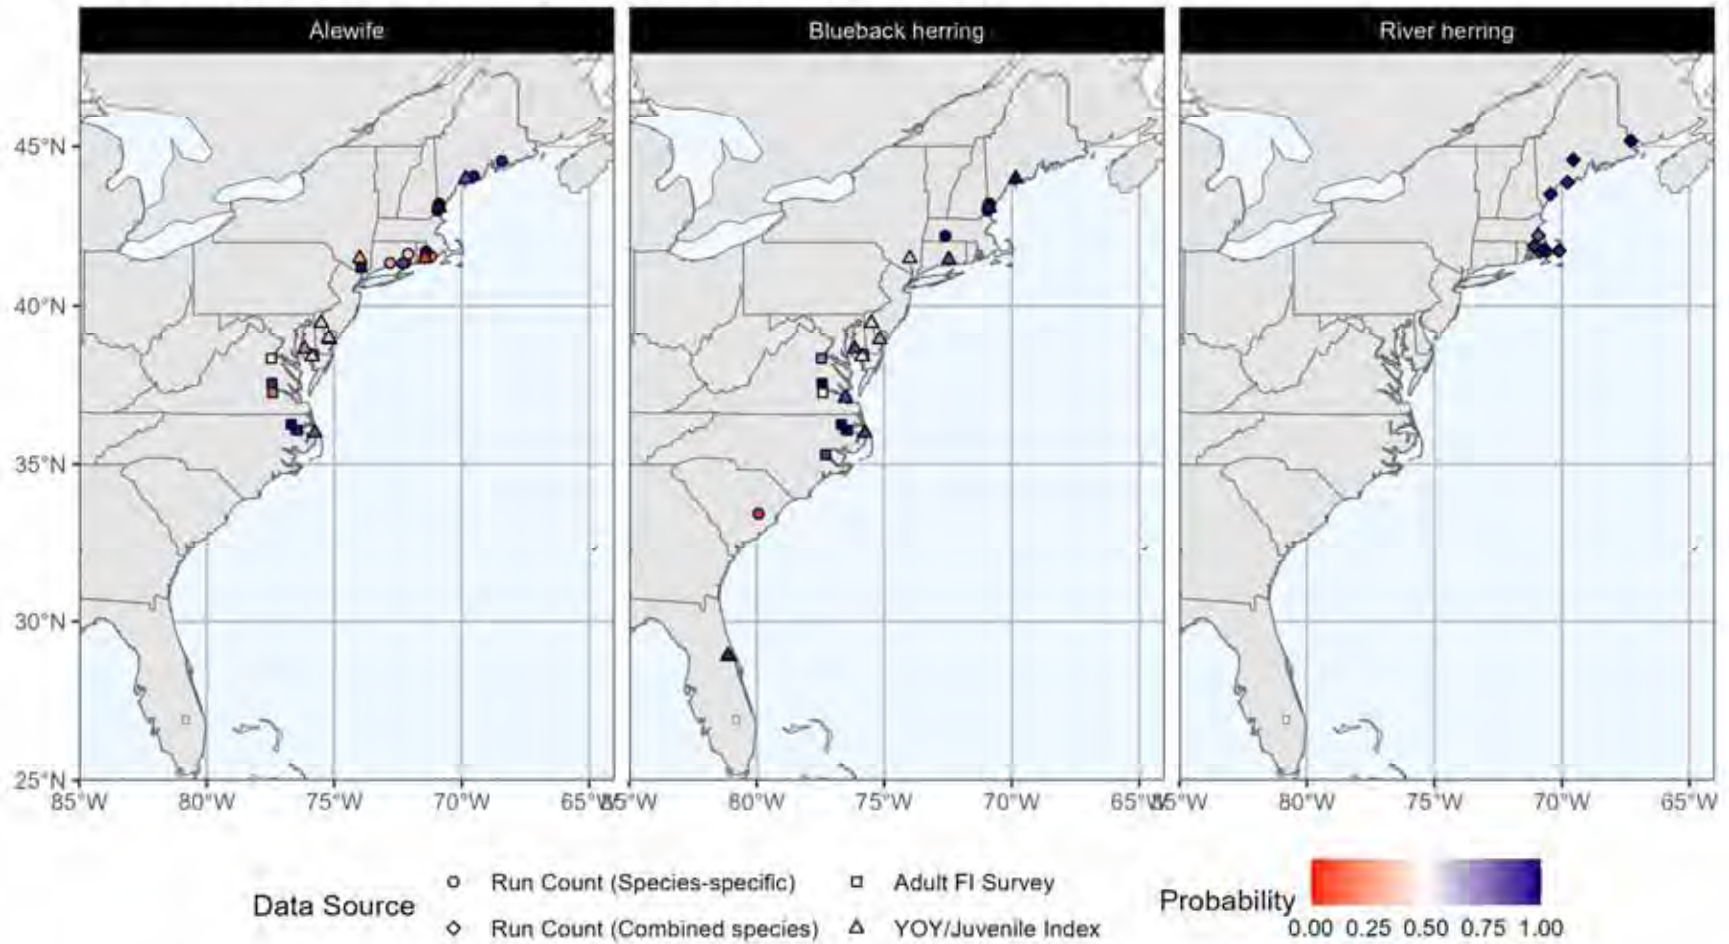 Alewife
Blueback herring
River herring
45°N
40°N
35°N
30°N
25°N
85°W 80°W 75°W 70°W 65°W
85°W 80°W 75°W 70°W 65°W
85°W 80°W 75°W 70°W 65°W
Data Source
Run Count (Species-specific)
Adult FI Survey
Run Count (Combined species)
YOY/Juvenile Index
Probability
0.00 0.25 0.50 0.75 1.00